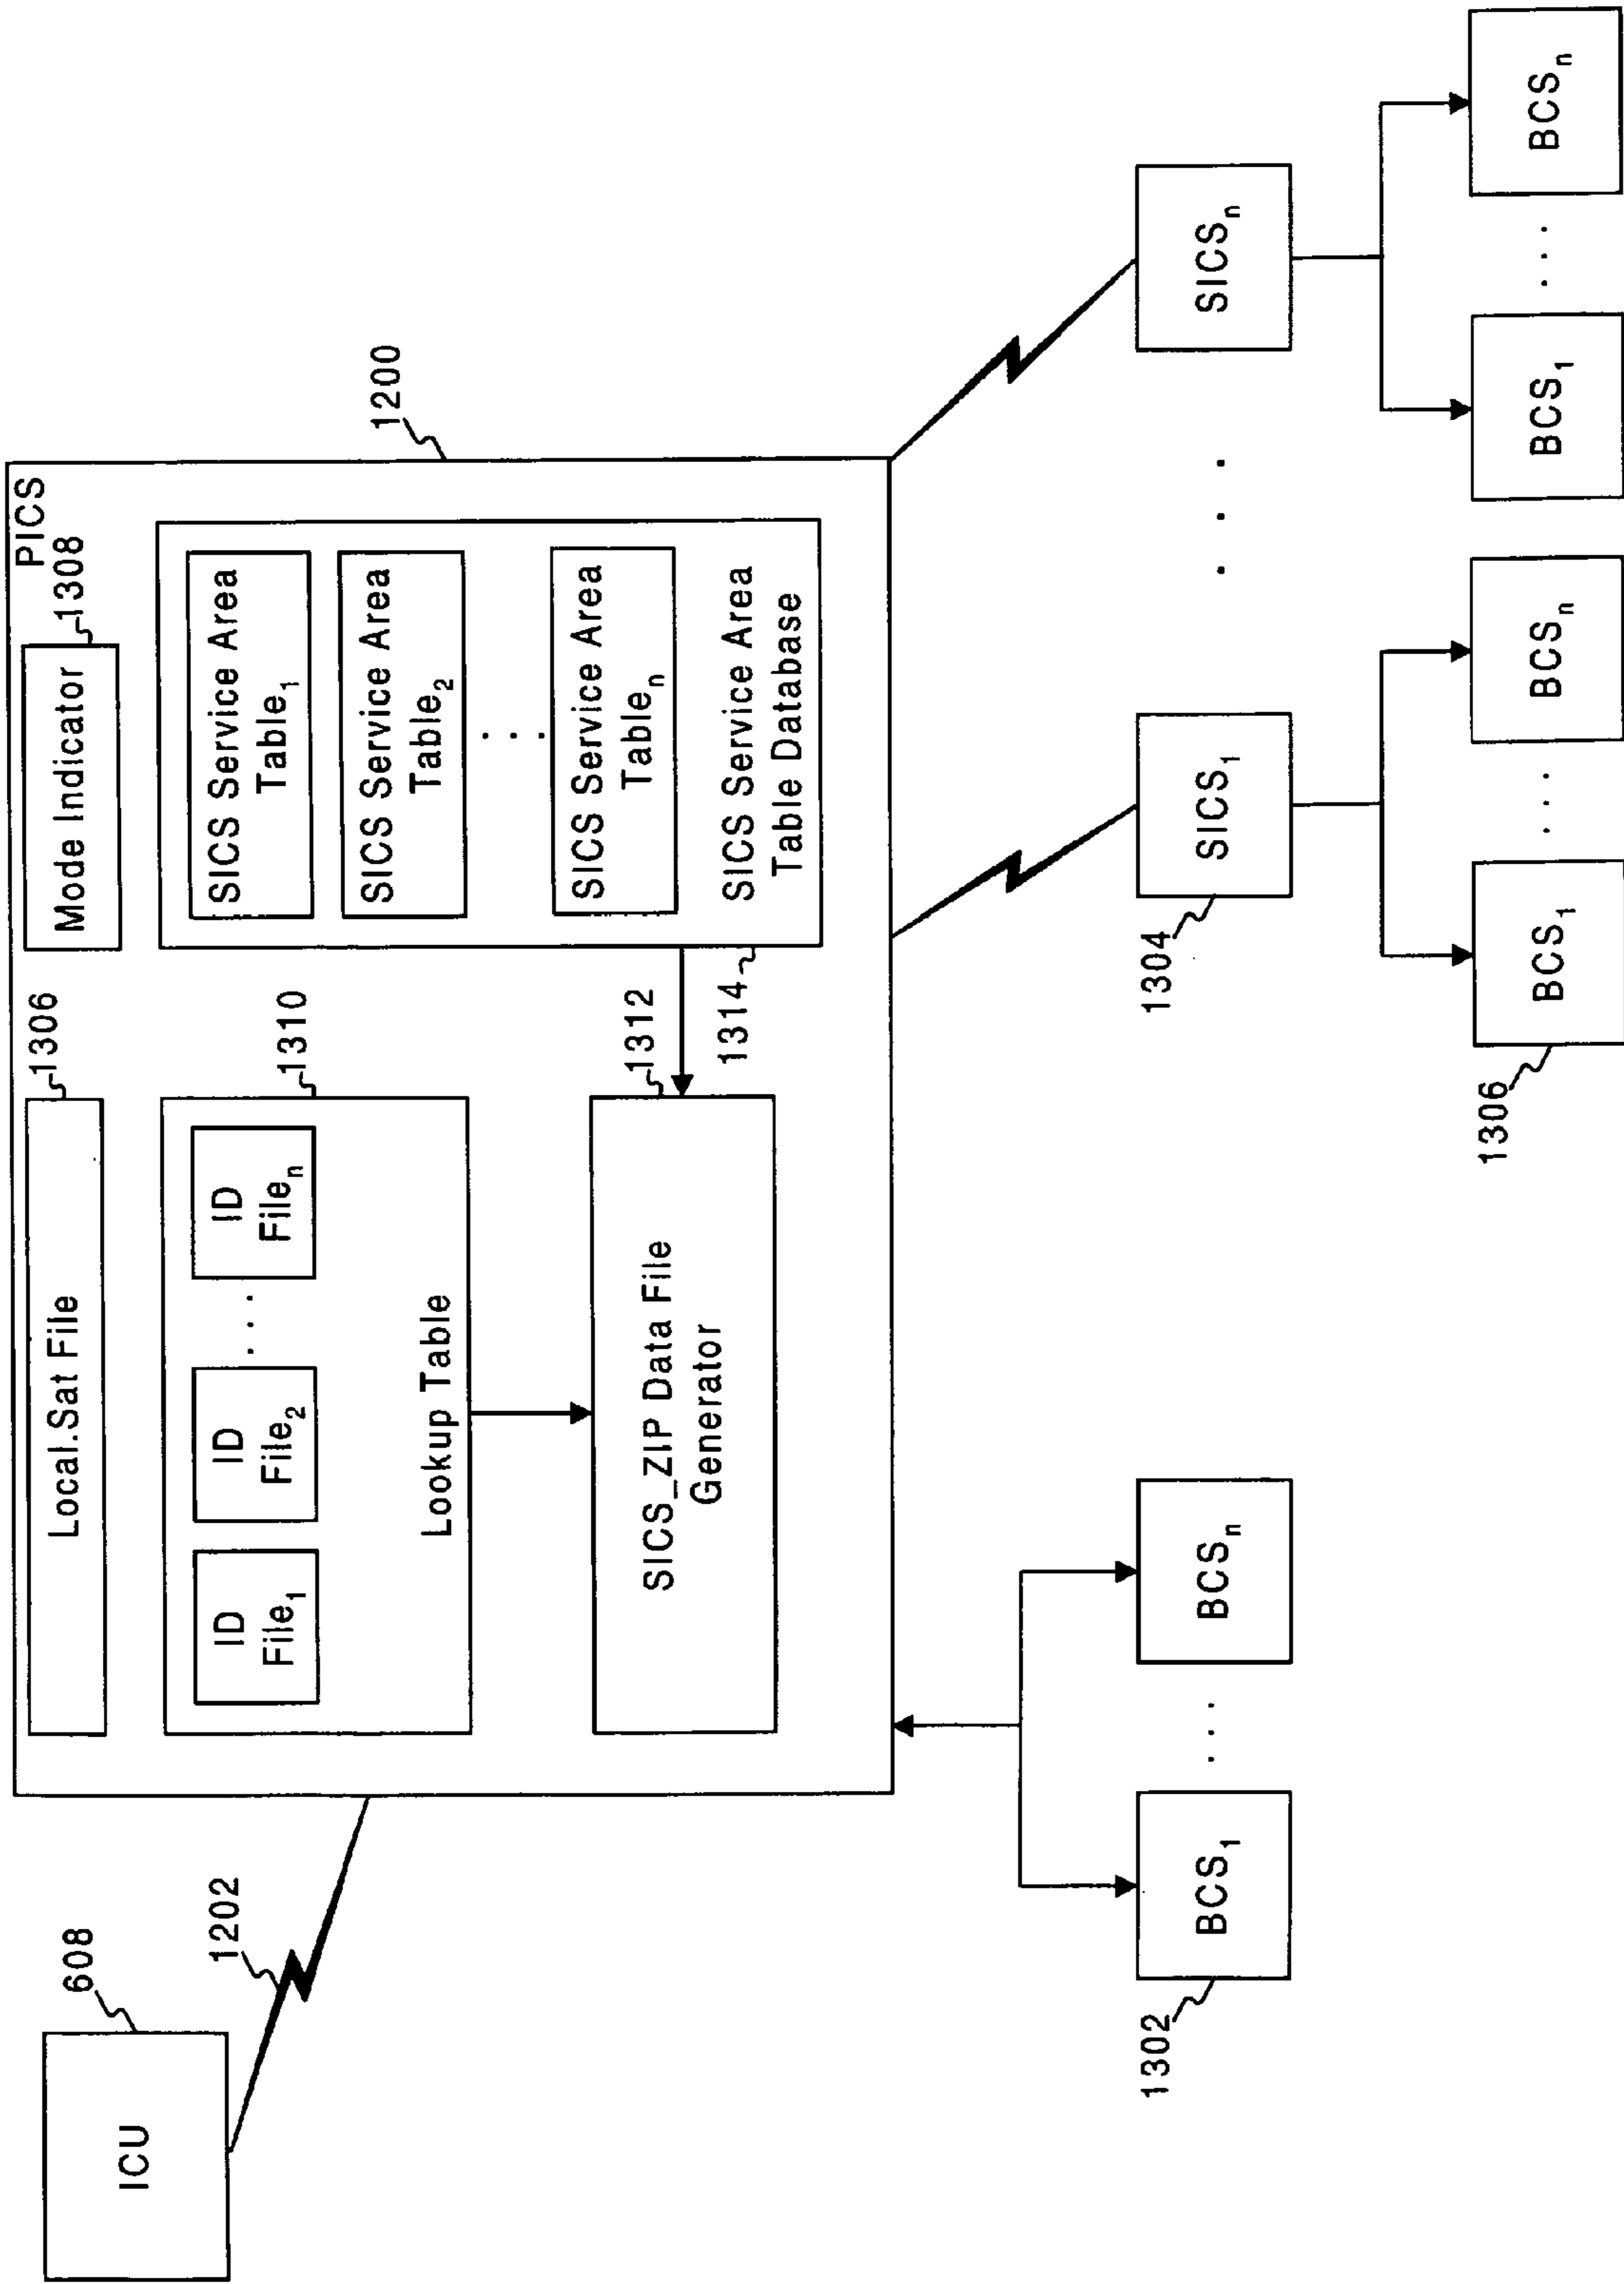 ICU
608
1202
PICS
1200
Local.Sat File
1306
Mode Indicator
1308
1310
ID
File1
ID
File2
. . .
ID
Filen
Lookup Table
SICS_ZIP Data File
Generator
1312
SICS Service Area
Table1
SICS Service Area
Table2
. . .
SICS Service Area
Tablen
SICS Service Area
Table Database
1314
1302
BCS1
. . .
BCSn
1304
SICS1
. . .
SICSn
1306
BCS1
. . .
BCSn
BCS1
. . .
BCSn